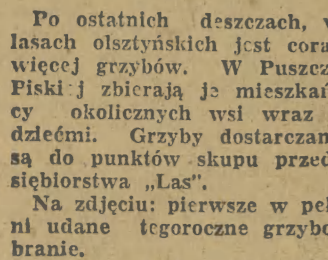 Po ostatnich deszczach, w
lasach olsztyńskich jest cora
więcej grzybów. W Puszcz
Piskiej zbierają je mieszkań
cy okolicznych wsi wraz
dziećmi. Grzyby dostarczan
są do punktów skupu przed
siębiorstwa „Las".
Na zdjęciu: pierwsze w peł
ni udane tegoroczne grzybo
branie.